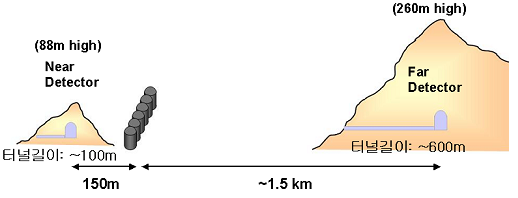 (260m high)
(88m high)
Near
Detector
Far
Detector
터널길이: ~100m
터널길이: ~600m
150m
~1.5 km